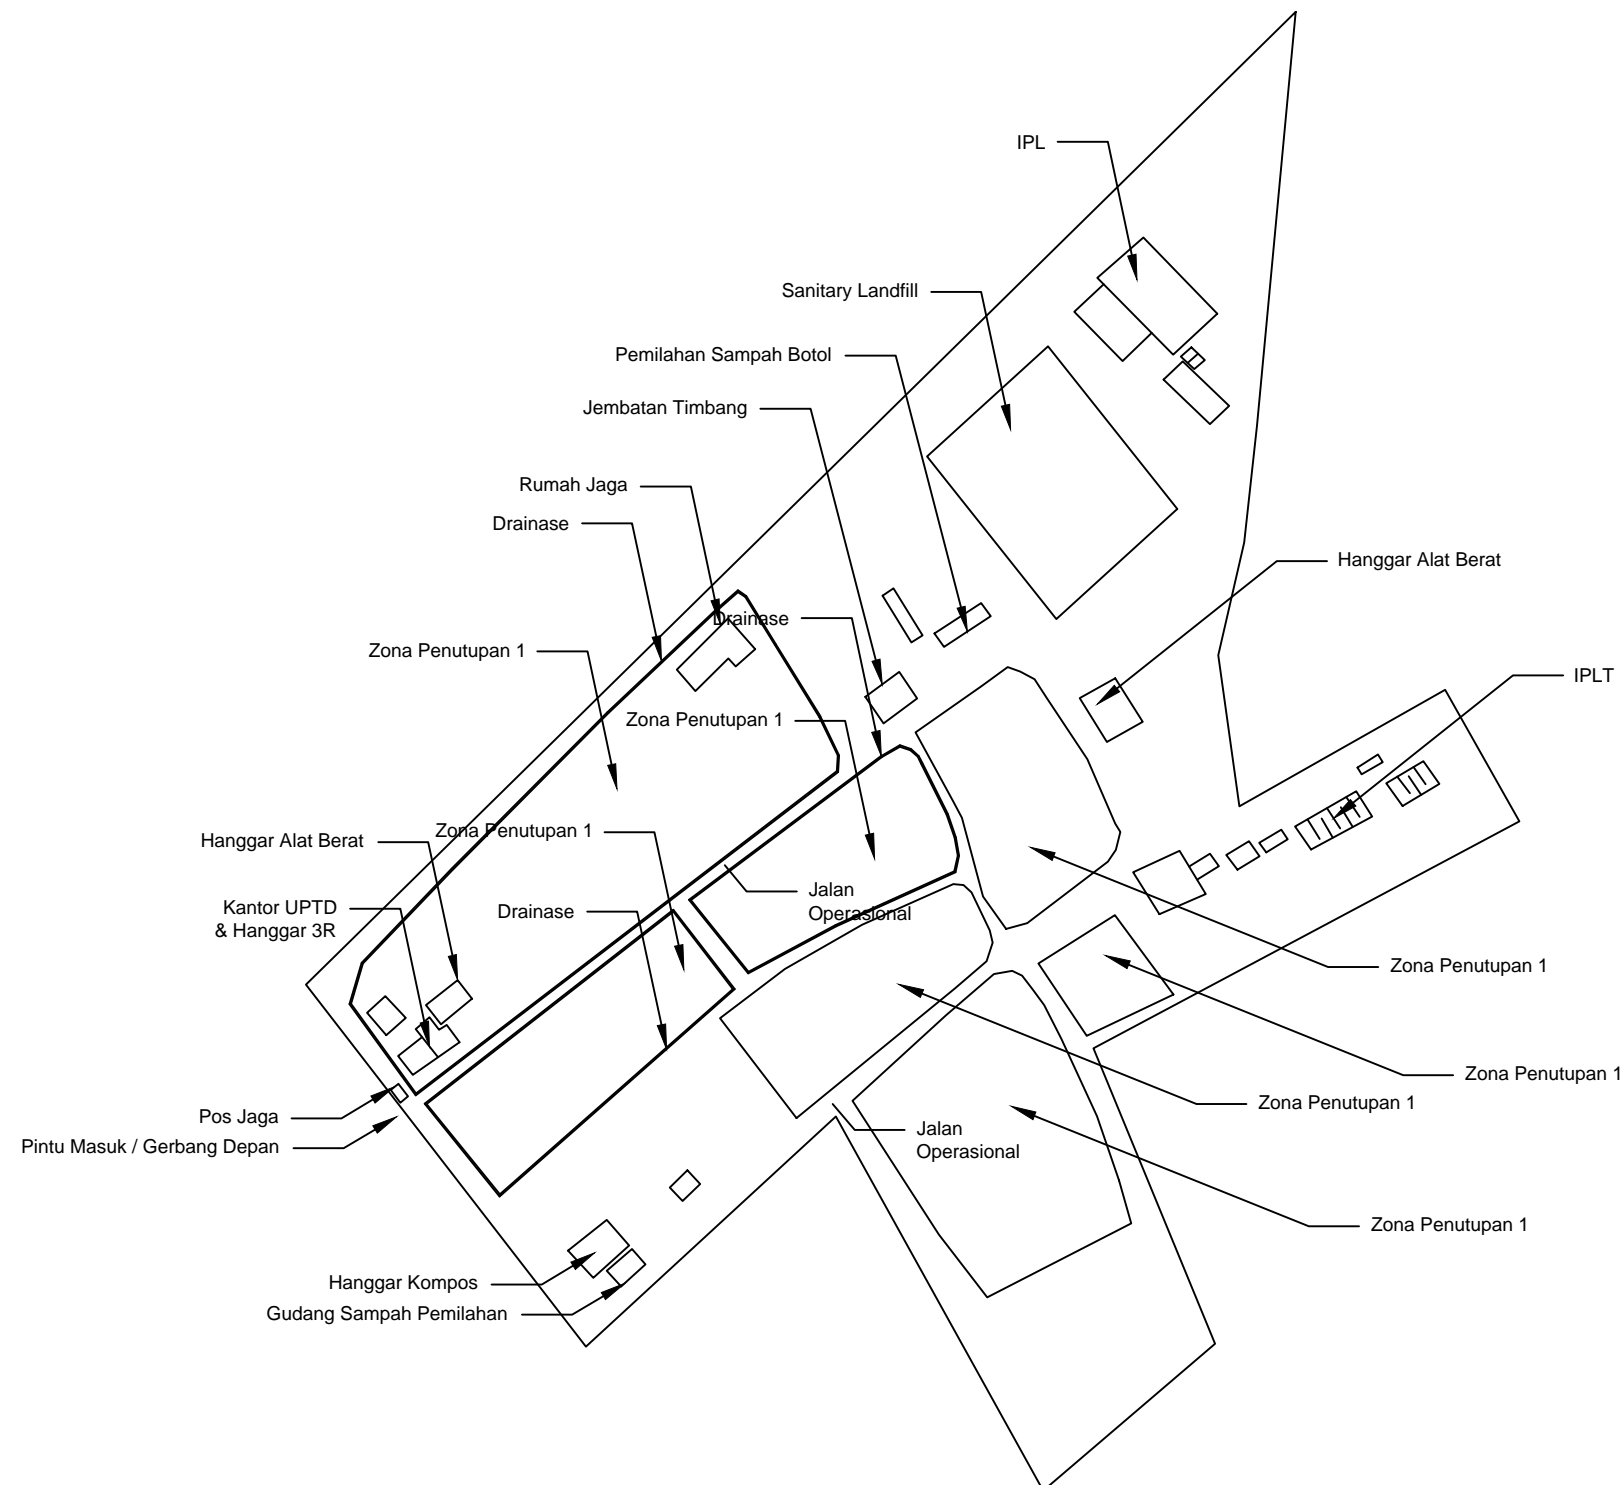 IPL
Sanitary Landfill
Pemilahan Sampah Botol
Jembatan Timbang
Rumah Jaga
Drainase
Hanggar Alat Berat
Drainase
Zona Penutupan 1
IPLT
Zona Penutupan 1
Hanggar Alat Berat
Zona Penutupan 1
Jalan
Operasional
Kantor UPTD
& Hanggar 3R
Drainase
Zona Penutupan 1
Zona Penutupan 1
Zona Penutupan 1
Pos Jaga
Pintu Masuk / Gerbang Depan
Jalan
Operasional
Zona Penutupan 1
Hanggar Kompos
Gudang Sampah Pemilahan